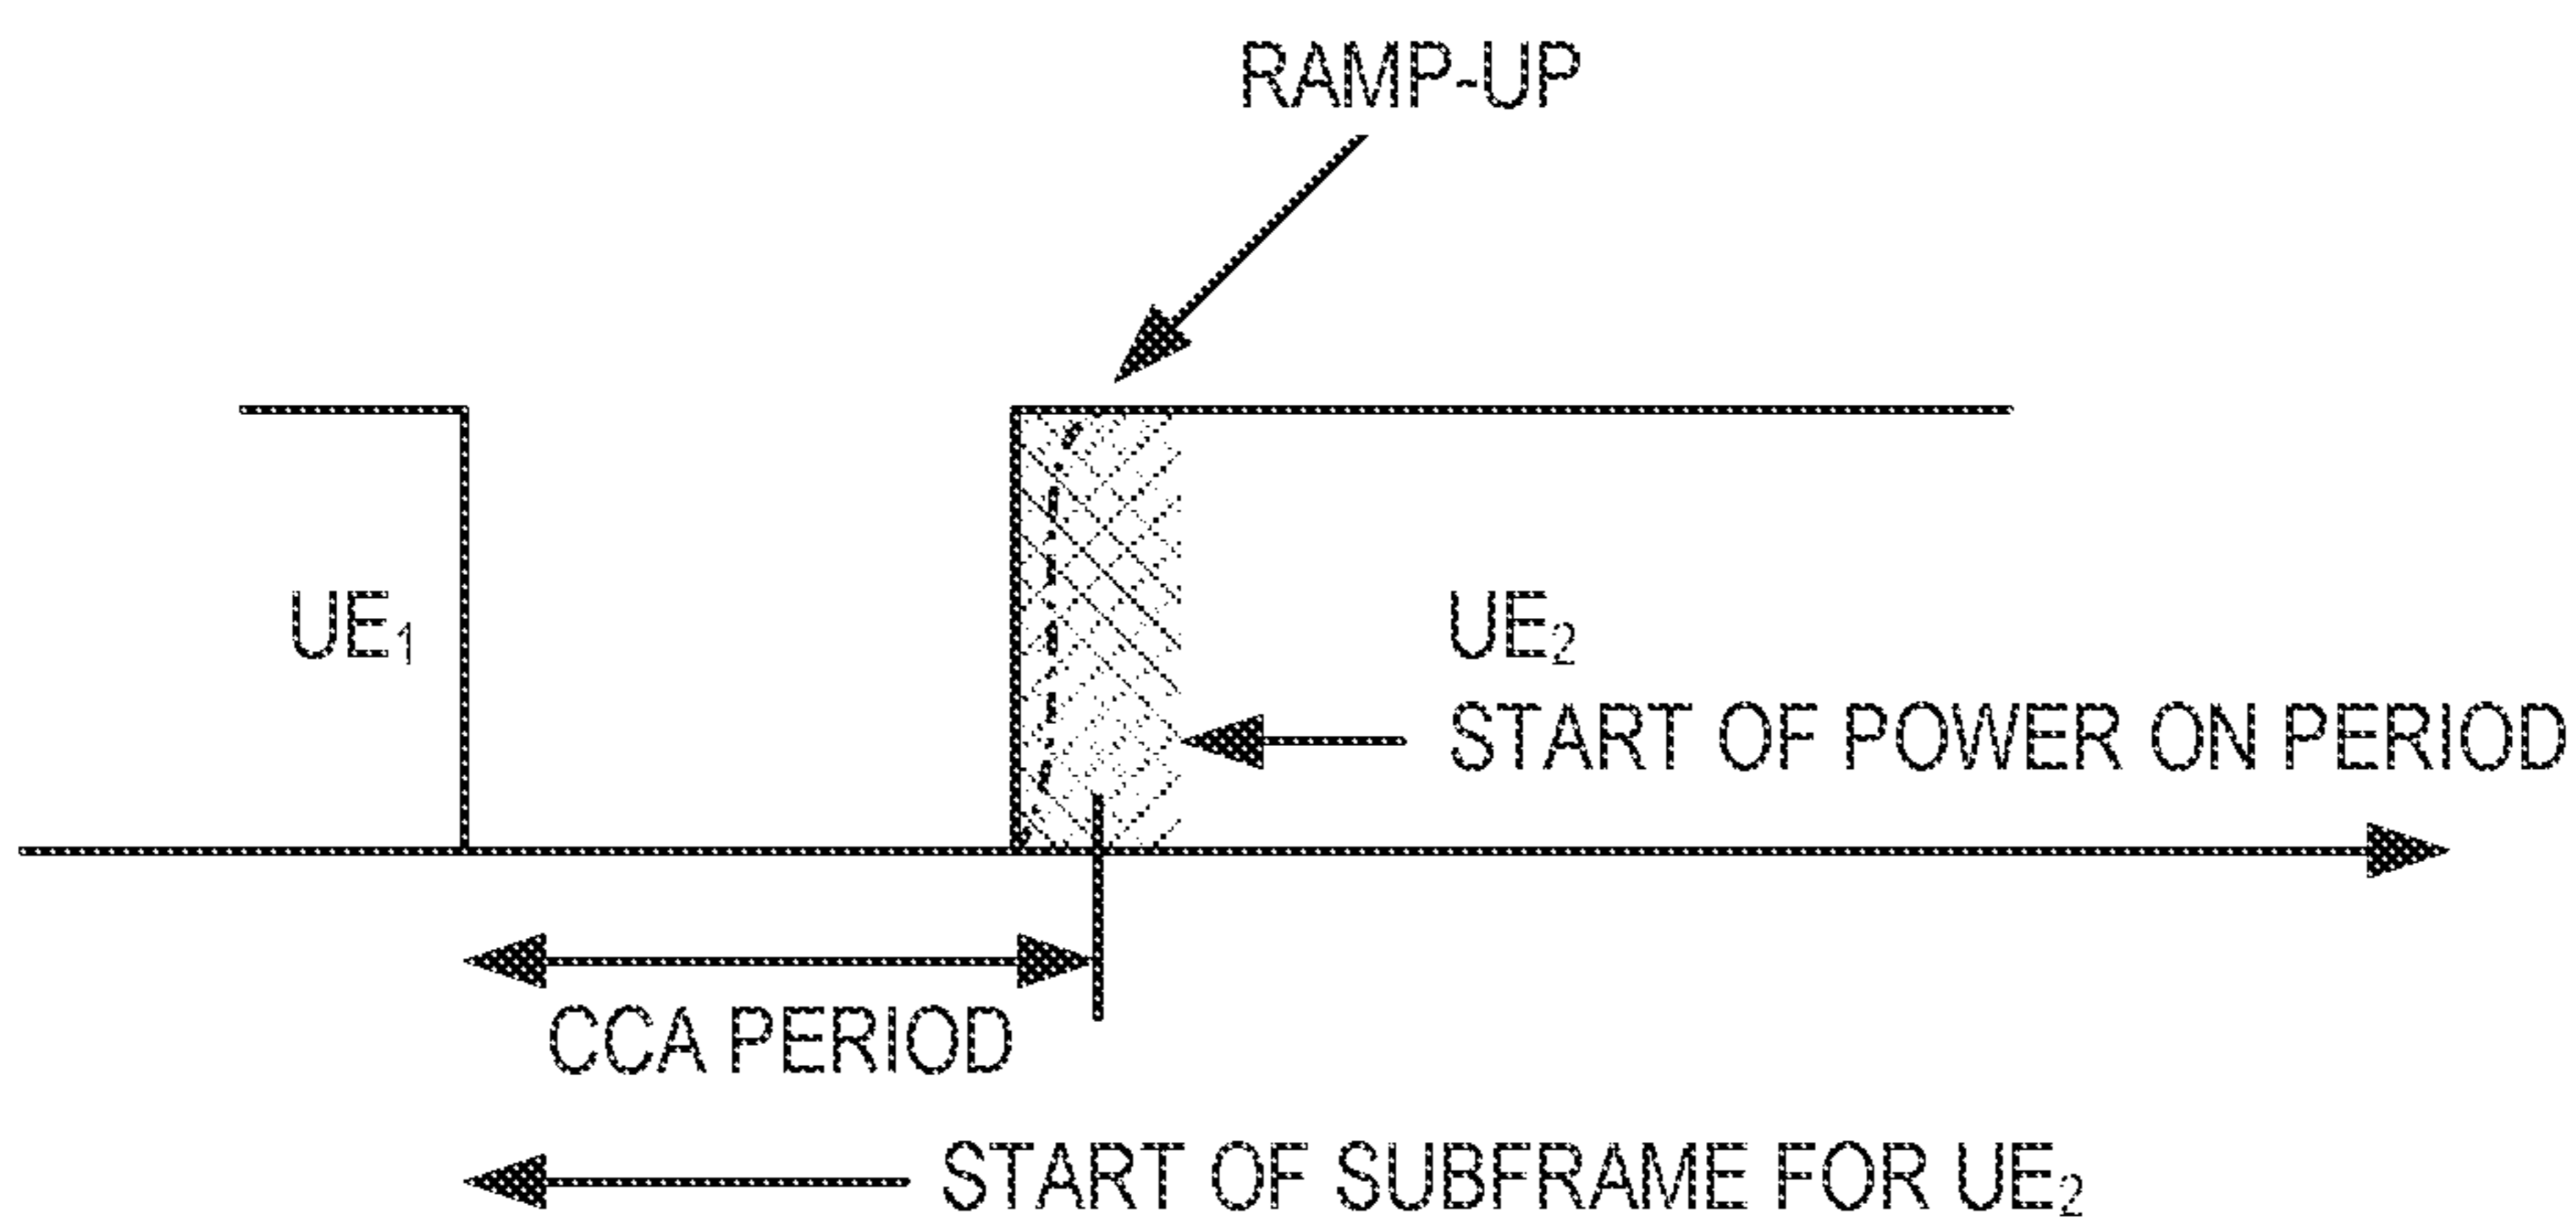 RAMP-UP
UE₁
UE₂
START OF POWER ON PERIOD
CCA PERIOD
START OF SUBFRAME FOR UE₂